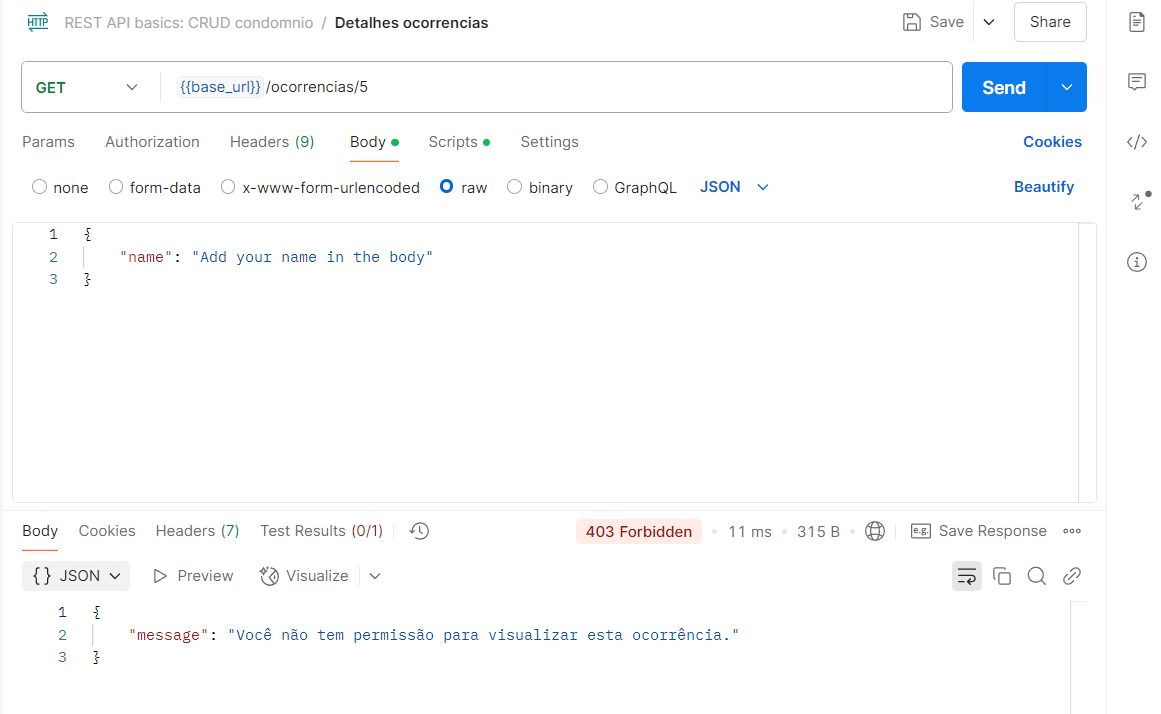 HTTP REST API basics: CRUD condomnio / Detalhes ocorrencias Save Share
GET {{base_url}} /ocorrencias/5 Send
Params Authorization Headers (9) Body Scripts Settings Cookies
none form-data x-www-form-urlencoded raw binary GraphQL JSON Beautify
1 {
2 "name": "Add your name in the body"
3 }
Body Cookies Headers (7) Test Results (0/1) 403 Forbidden • 11 ms • 315 B • e.g. Save Response
{} JSON Preview Visualize
1 {
2 "message": "Você não tem permissão para visualizar esta ocorrência."
3 }